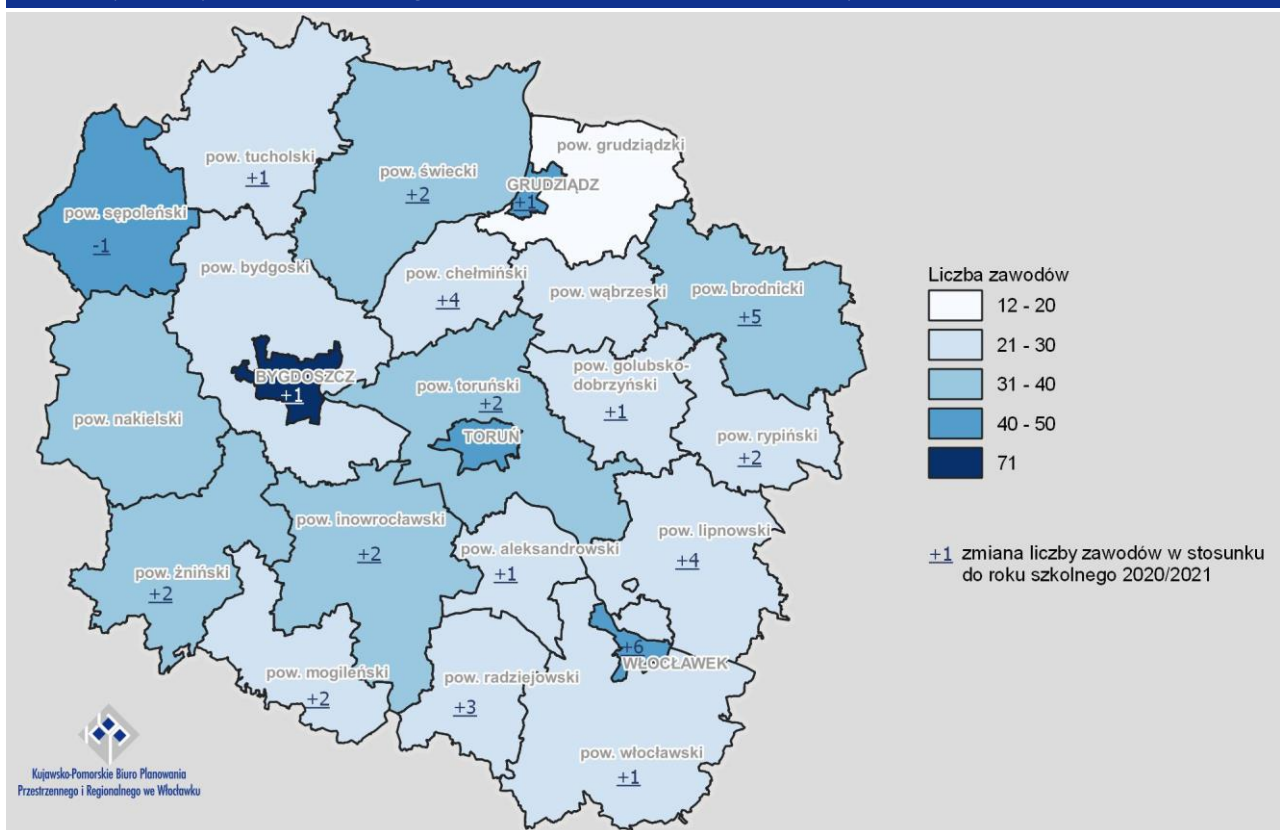 pow. tucholski
+1
pow. świecki
+2
pow. grudziądzki
GRUDZIĄDZ
+1
pow. sępoleński
-1
pow. bydgoski
pow. chełmiński
+4
pow. wąbrzeski
pow. brodnicki
+5
BYGDOSZCZ
+1
pow. toruński
+2
TORUŃ
pow. golubsko-
dobrzyński
+1
pow. nakielski
pow. rypiński
+2
pow. inowrocławski
+2
pow. aleksandrowski
+1
pow. lipnowski
+4
pow. żniński
+2
+6
WŁOCŁAWEK
pow. mogileński
+2
pow. radziejowski
+3
pow. włocławski
+1
Liczba zawodów
12 - 20
21 - 30
31 - 40
40 - 50
71
+1 zmiana liczby zawodów w stosunku
do roku szkolnego 2020/2021
Kujawsko-Pomorskie Biuro Planowania
Przestrzennego i Regionalnego we Włocławku